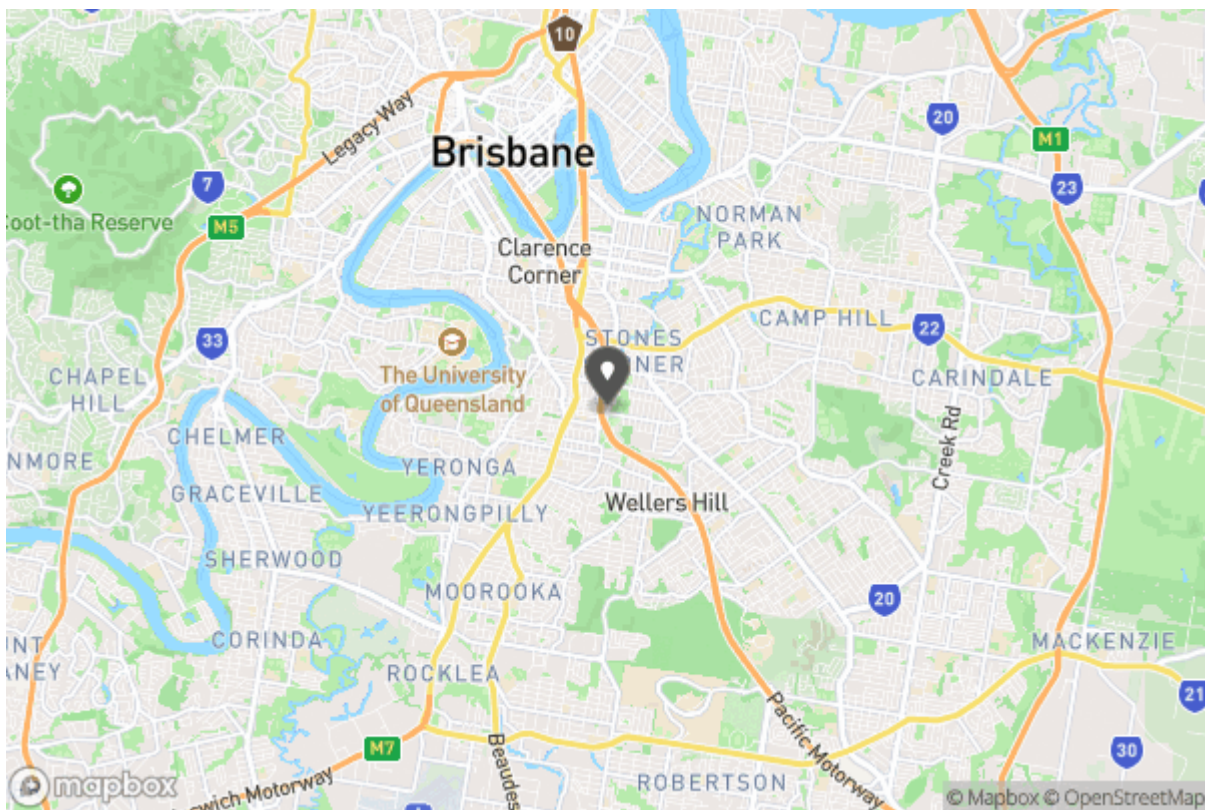 10
Legacy Way
20
Brisbane
M1
7
23
Coot-tha Reserve
M5
NORMAN
PARK
Clarence
Corner
CAMP HILL
22
33
STONES
The University
of Queensland
CARINDALE
CHAPEL
HILL
CHELMER
Creek Rd
YERONGA
GRACEVILLE
Wellers Hill
YEERONGPILLY
SHERWOOD
MOOROOKA
20
CORINDA
MACKENZIE
ROCKLEA
21
Pacific Motorway
M7
30
ROBERTSON
mapbox
© Mapbox © OpenStreetMap